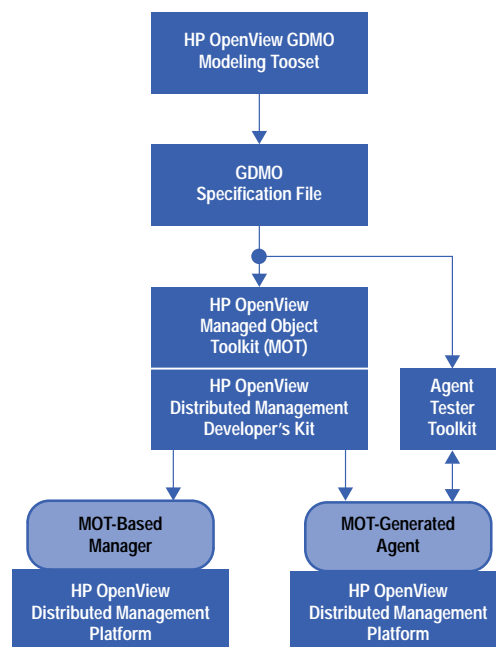 HP OpenView GDMO
Modeling Tooset
GDMO
Specification File
HP OpenView
Managed Object
Toolkit (MOT)
HP OpenView
Distributed Management
Developer's Kit
Agent
Tester
Toolkit
MOT-Based
Manager
MOT-Generated
Agent
HP OpenView
Distributed Management
Platform
HP OpenView
Distributed Management
Platform